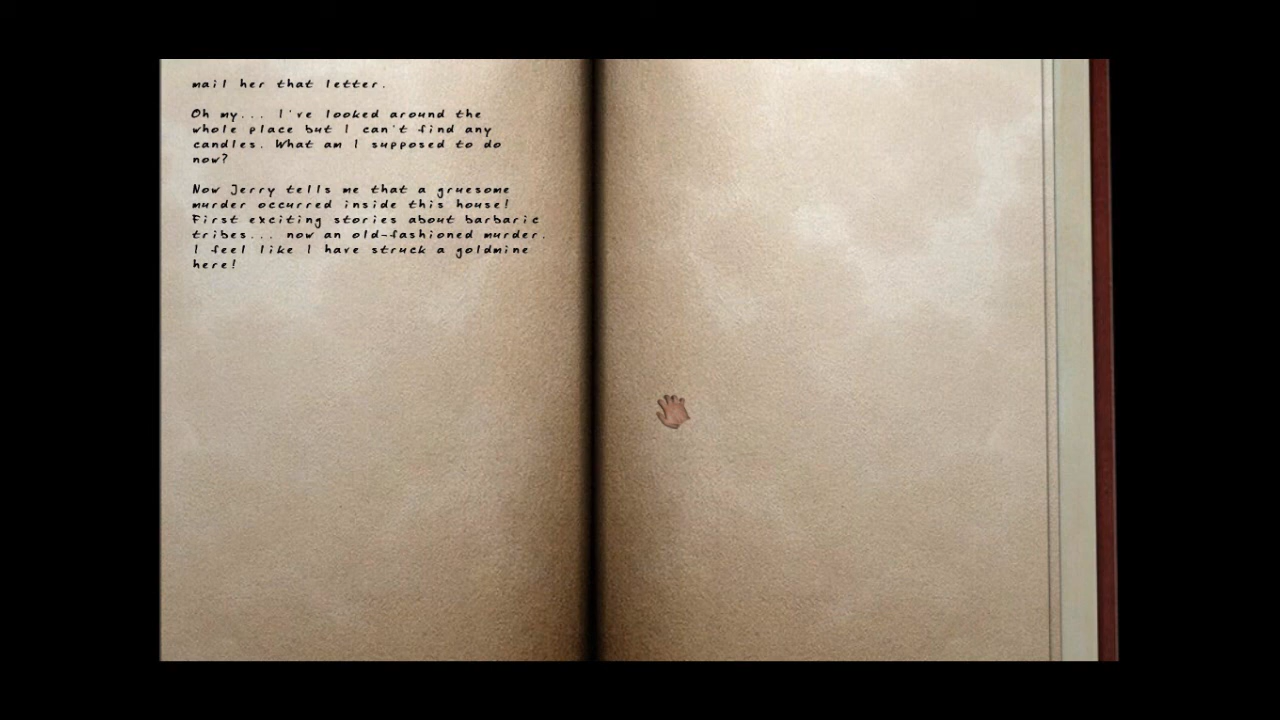 mail her that letter.
Oh my... I've looked around the
whole place but I can't find any
candles. What am I supposed to do
now?
Now Jerry tells me that a gruesome
murder occurred inside this house!
First exciting stories about barbaric
tribes... now an old-fashioned murder.
I feel like I have struck a goldmine
here!